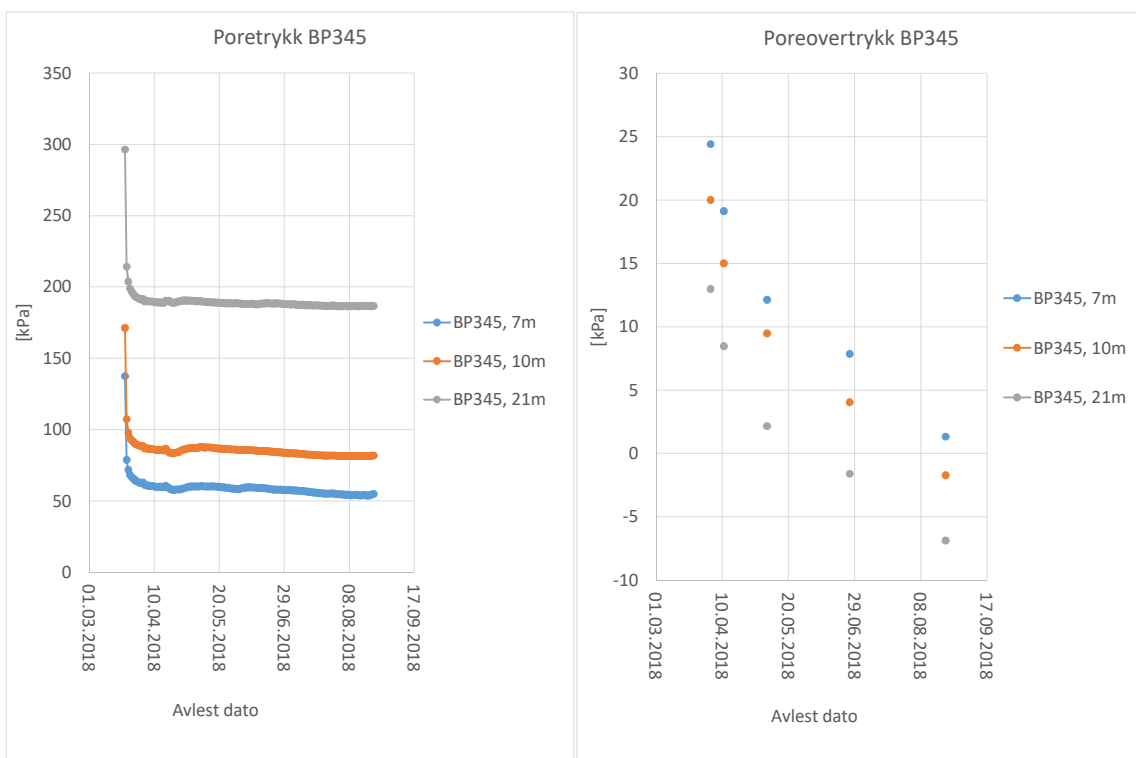 Poretrykk BP345
350
300
250
200
150
100
50
0
[kPa]
01.03.2018
10.04.2018
20.05.2018
29.06.2018
08.08.2018
17.09.2018
Avlest dato
BP345, 7m
BP345, 10m
BP345, 21m
Poreovertrykk BP345
30
25
20
15
10
5
0
-5
-10
[kPa]
01.03.2018
10.04.2018
20.05.2018
29.06.2018
08.08.2018
17.09.2018
Avlest dato
BP345, 7m
BP345, 10m
BP345, 21m